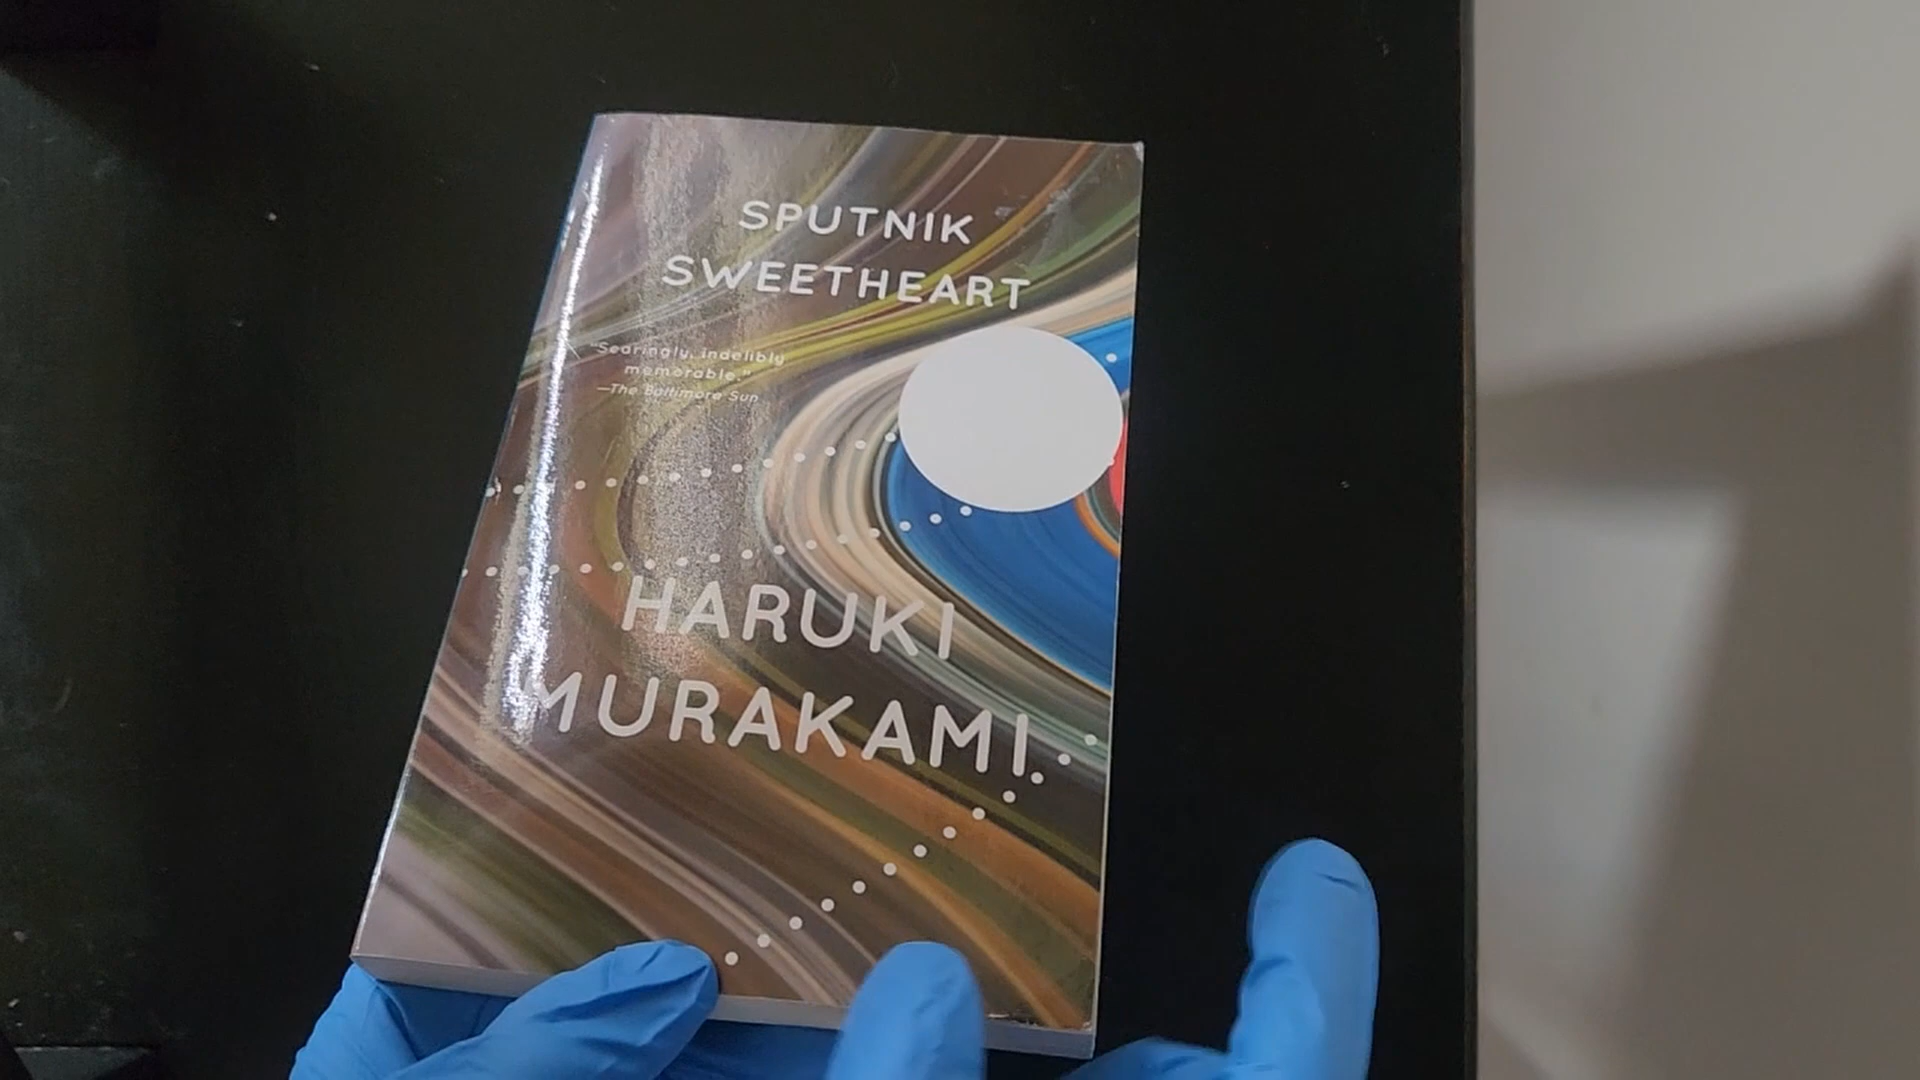 SPUTNIK
SWEETHEART
"Searingly, indelibly
memorable."
—The Baltimore Sun
HARUKI
MURAKAMI